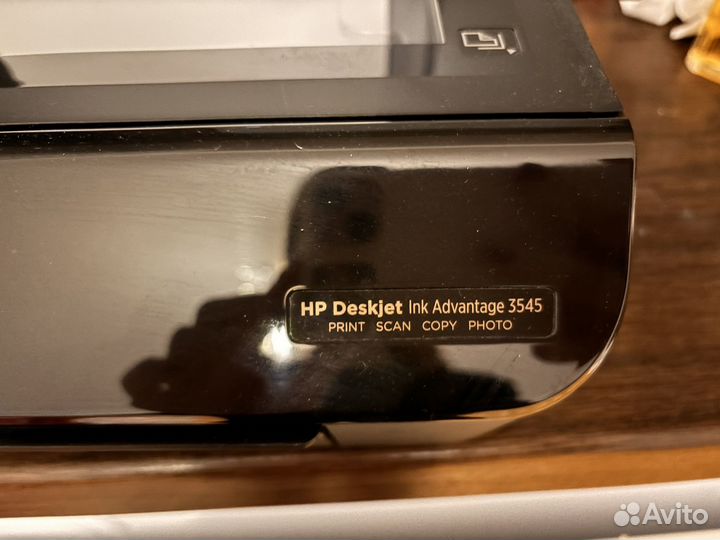 HP Deskjet Ink Advantage 3545
PRINT SCAN COPY PHOTO
Avito